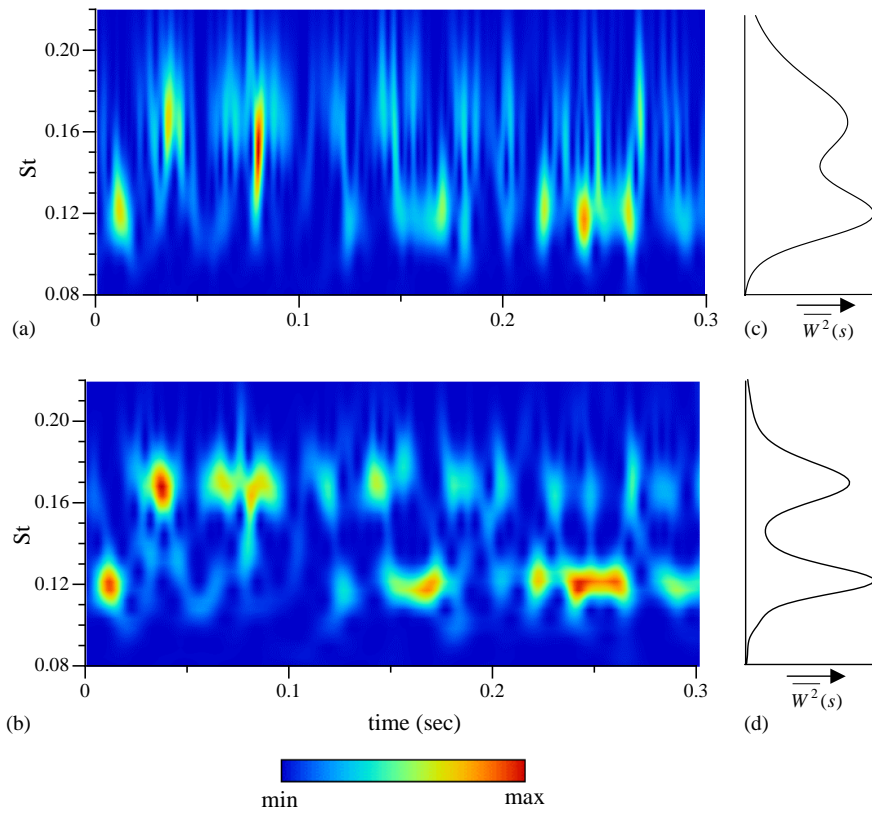 0.20
0.16
St
0.12
0.08
0 0.1 0.2 0.3
(a)
(c) W²(s)
0.20
0.16
St
0.12
0.08
0 0.1 0.2 0.3
time (sec)
(b)
W²(s)
(d)
min max